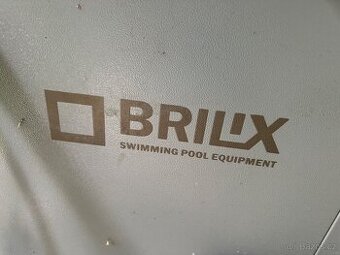 BRILIX
SWIMMING POOL EQUIPMENT